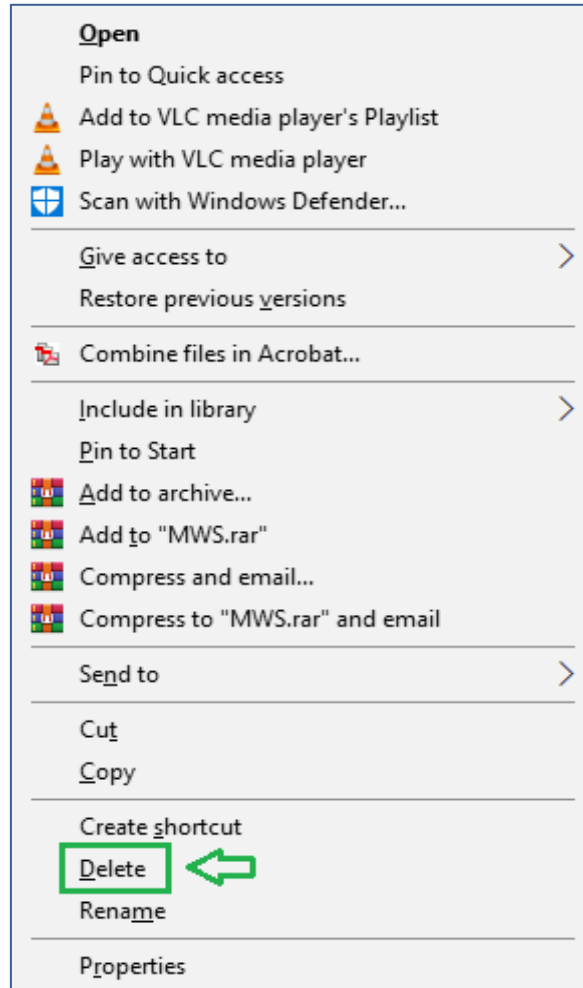 Open
Pin to Quick access
Add to VLC media player's Playlist
Play with VLC media player
Scan with Windows Defender...
Give access to
Restore previous versions
Combine files in Acrobat...
Include in library
Pin to Start
Add to archive...
Add to "MWS.rar"
Compress and email...
Compress to "MWS.rar" and email
Send to
Cut
Copy
Create shortcut
Delete
Rename
Properties